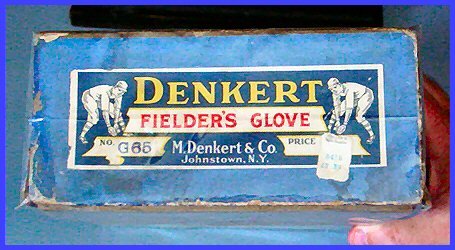 DENKERT
FIELDER'S GLOVE
NO. G65 M. Denkert & Co. PRICE
Johnstown, N.Y.